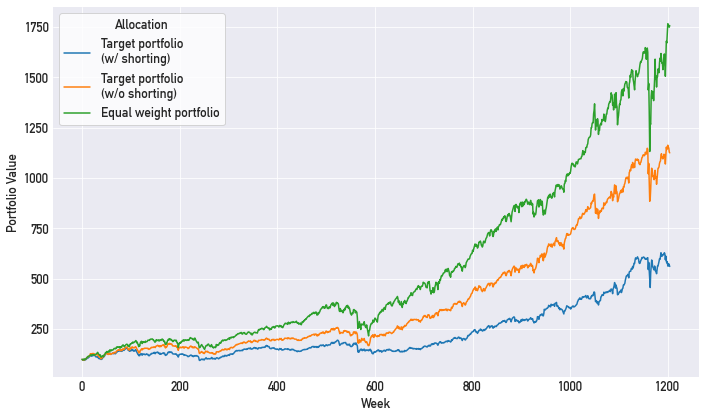 Allocation
Target portfolio
(w/ shorting)
Target portfolio
(w/o shorting)
Equal weight portfolio
Portfolio Value
1750
1500
1250
1000
750
500
250
0
200
400
600
800
1000
1200
Week